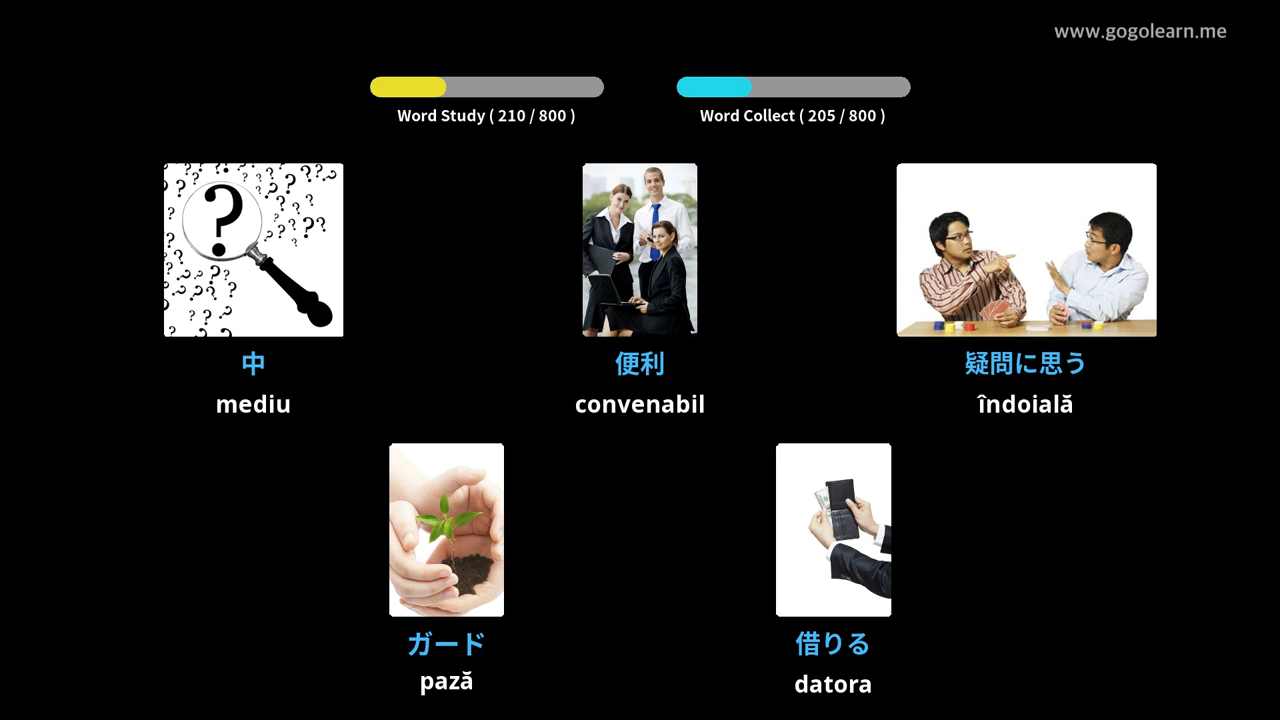 www.gogolearn.me
Word Study ( 210 / 800 )
Word Collect ( 205 / 800 )
中
mediu
便利
convenabil
疑問に思う
îndoială
ガード
pază
借りる
datora